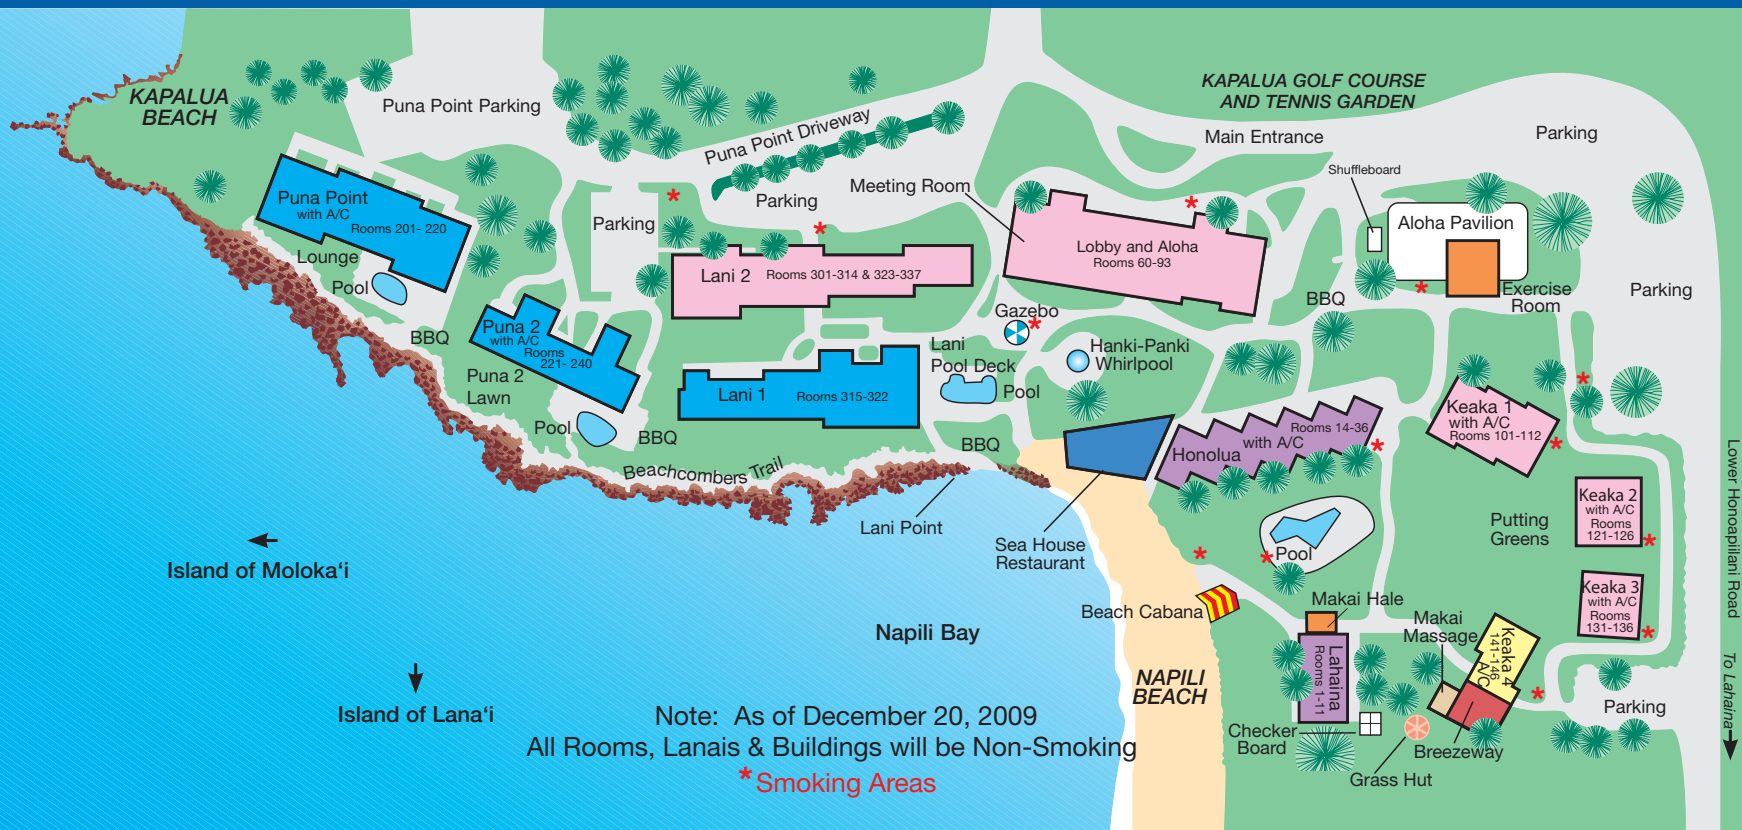 KAPALUA
BEACH
Puna Point Parking
KAPALUA GOLF COURSE
AND TENNIS GARDEN
Main Entrance
Parking
Puna Point Driveway
Shuffleboard
Meeting Room
Parking
Parking
Puna Point
with A/C
Rooms 201- 220
Lounge
Pool
BBQ
Lobby and Aloha
Rooms 60-93
Aloha Pavilion
Exercise
Room
Parking
BBQ
Lani 2
Rooms 301-314 & 323-337
Gazebo
*
Puna 2
with A/C
Rooms
221- 240
Puna 2
Lawn
Pool
BBQ
Lani
Pool Deck
Pool
Hanki-Panki
Whirlpool
Lani 1
Rooms 315-322
BBQ
Beachcombers Trail
Lani Point
Sea House
Restaurant
Honolua
with A/C
Rooms 14-36
Keaka 1
with A/C
Rooms 101-112
Keaka 2
with A/C
Rooms
121-126
Putting
Greens
Keaka 3
with A/C
Rooms
131-136
Lower Honoapiilani Road
To Lahaina
Pool
Island of Moloka‘i
Island of Lana‘i
Napili Bay
Beach Cabana
Makai Hale
Makai
Massage
Keaka 4
141-146
A/C
Lahaina
Rooms 1-11
NAPILI
BEACH
Checker
Board
Breezeway
Grass Hut
Parking
Note: As of December 20, 2009
All Rooms, Lanais & Buildings will be Non-Smoking
*Smoking Areas